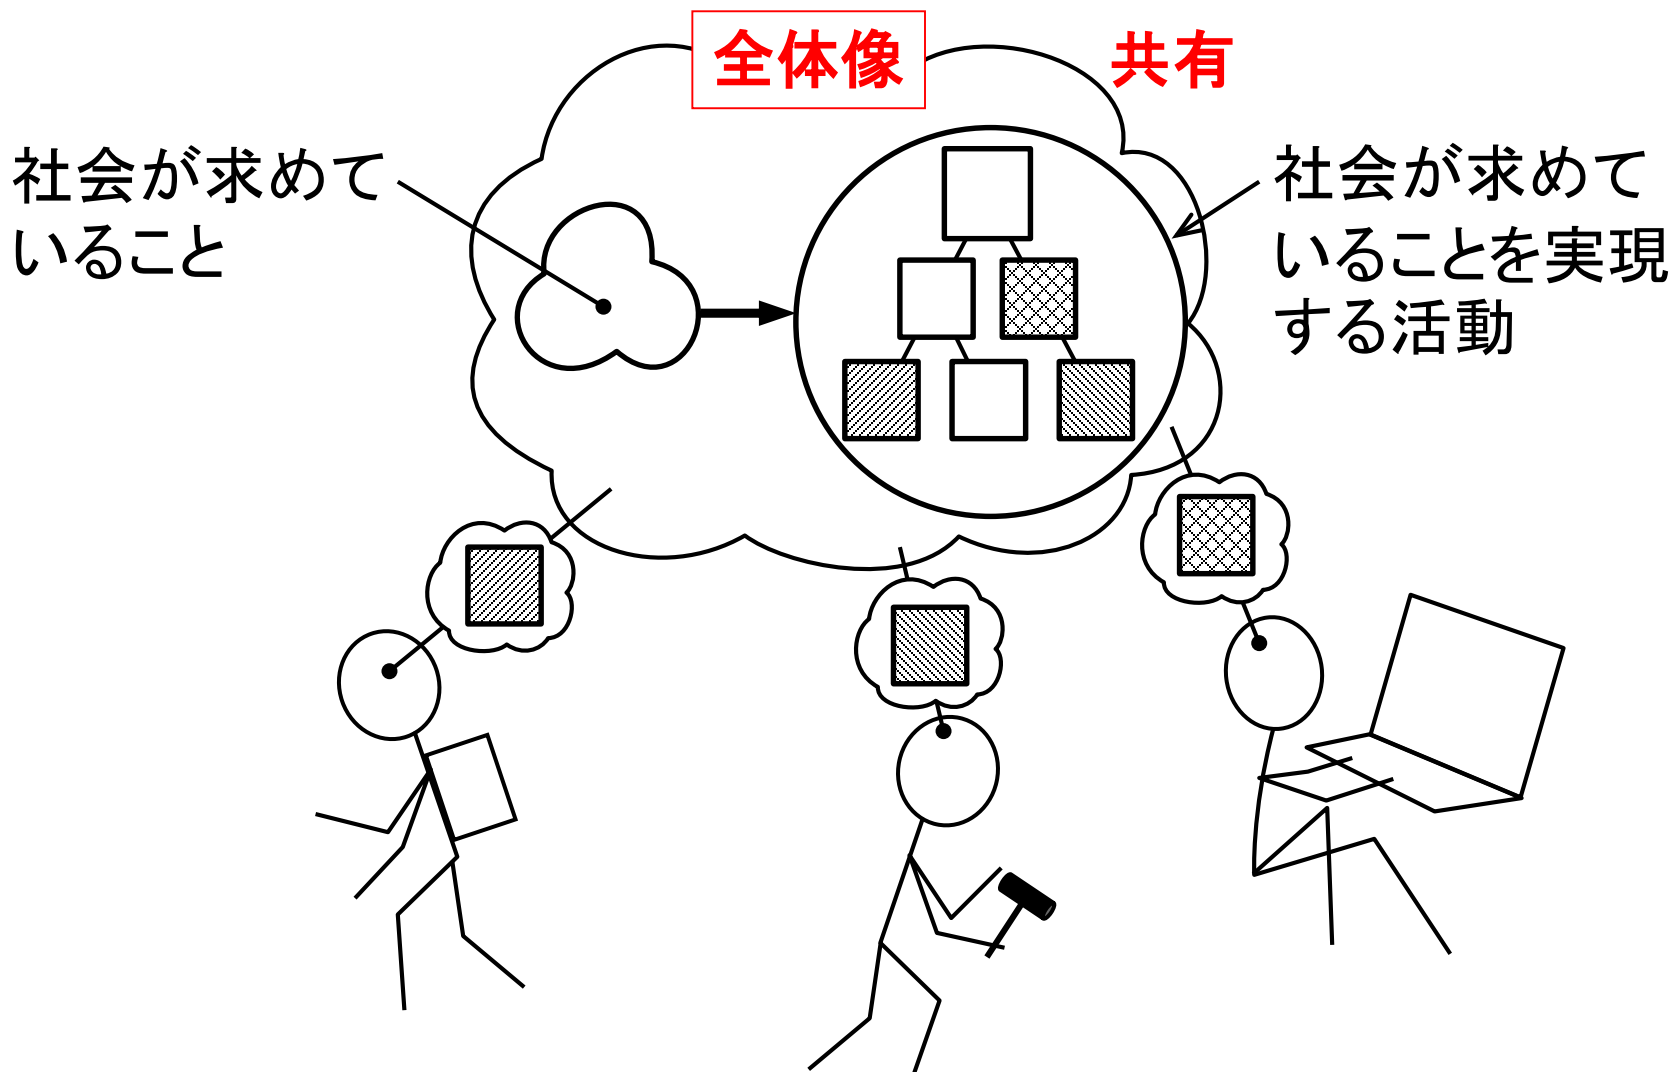 全体像
共有
社会が求めて
いること
社会が求めて
いることを実現
する活動